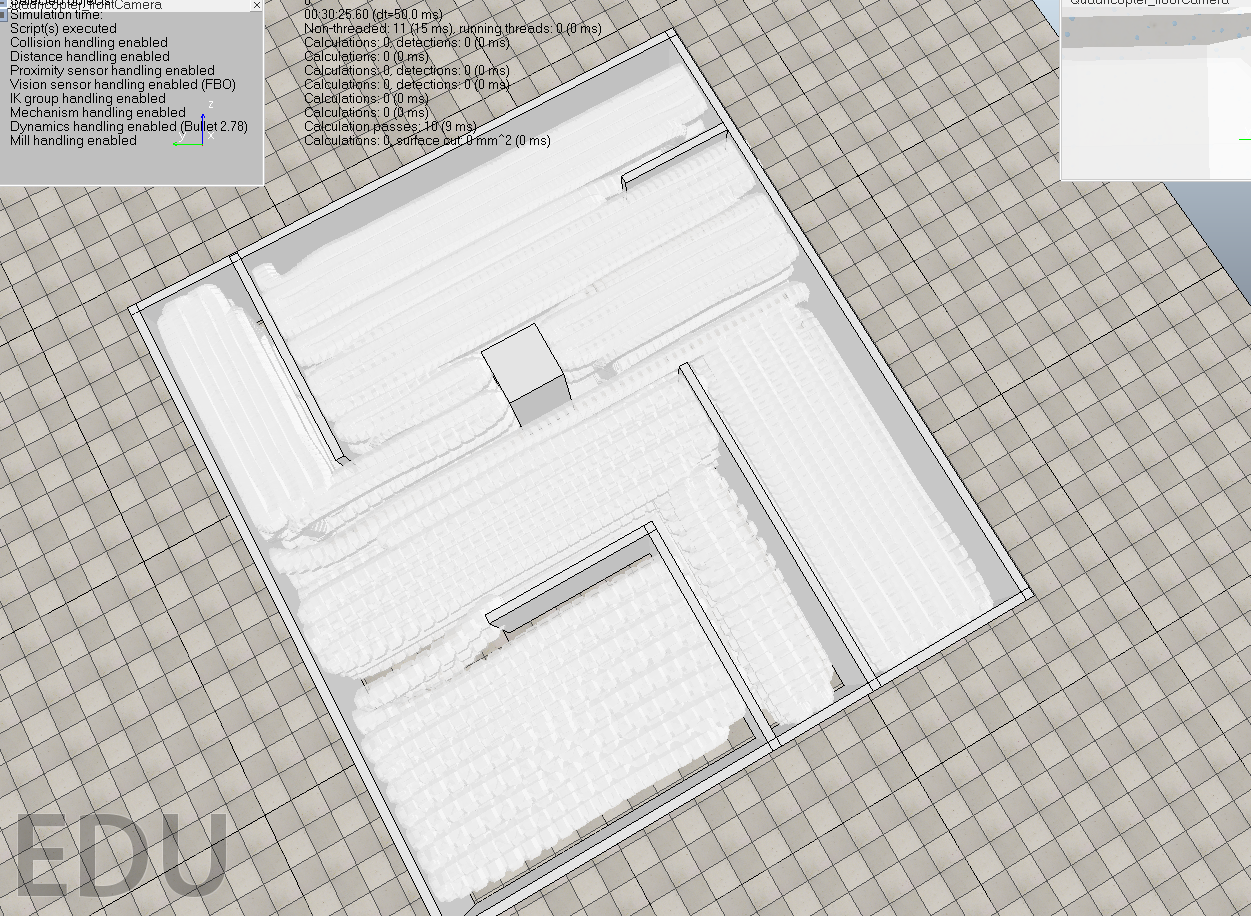 Selected objects:
0
Quadricopter_frontCamera
Quadricopter_floorCamera
Simulation time:
00:30:25.60 (dt=50.0 ms)
Script(s) executed
Non-threaded: 11 (15 ms), running threads: 0 (0 ms)
Collision handling enabled
Calculations: 0, detections: 0 (0 ms)
Distance handling enabled
Calculations: 0 (0 ms)
Proximity sensor handling enabled
Calculations: 0, detections: 0 (0 ms)
Vision sensor handling enabled (FBO)
Calculations: 0, detections: 0 (0 ms)
IK group handling enabled
Calculations: 0 (0 ms)
Mechanism handling enabled
Calculations: 0 (0 ms)
Dynamics handling enabled (Bullet 2.78)
Calculation passes: 10 (9 ms)
Mill handling enabled
Calculations: 0, surface cut: 0 mm^2 (0 ms)
z
y
x
EDU